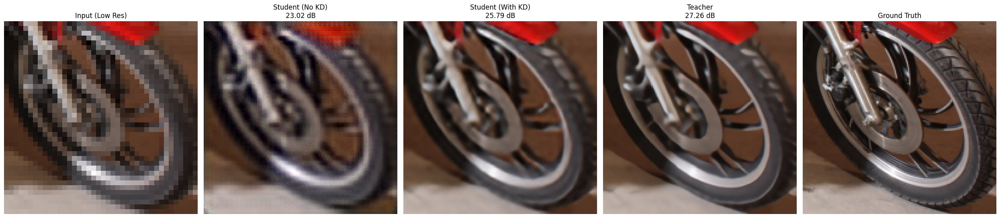 Input (Low Res)
Student (No KD)
23.02 dB
Student (With KD)
25.79 dB
Teacher
27.26 dB
Ground Truth